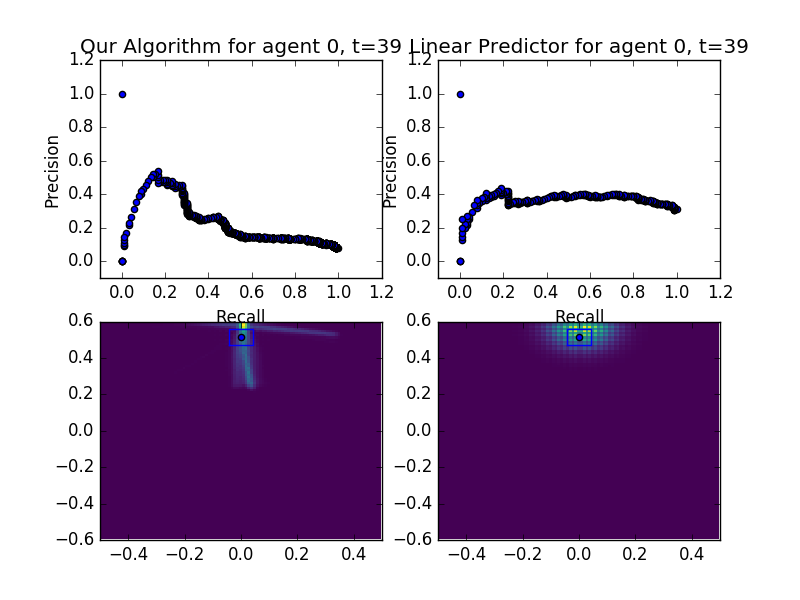 Our Algorithm for agent 0, t=39
Linear Predictor for agent 0, t=39
1.2
1.0
0.8
0.6
0.4
0.2
0.0
Precision
0.0 0.2 0.4 0.6 0.8 1.0 1.2
Recall
1.2
1.0
0.8
0.6
0.4
0.2
0.0
Precision
0.0 0.2 0.4 0.6 0.8 1.0 1.2
Recall
0.6
0.4
0.2
0.0
−0.2
−0.4
−0.6
−0.4 −0.2 0.0 0.2 0.4
0.6
0.4
0.2
0.0
−0.2
−0.4
−0.6
−0.4 −0.2 0.0 0.2 0.4